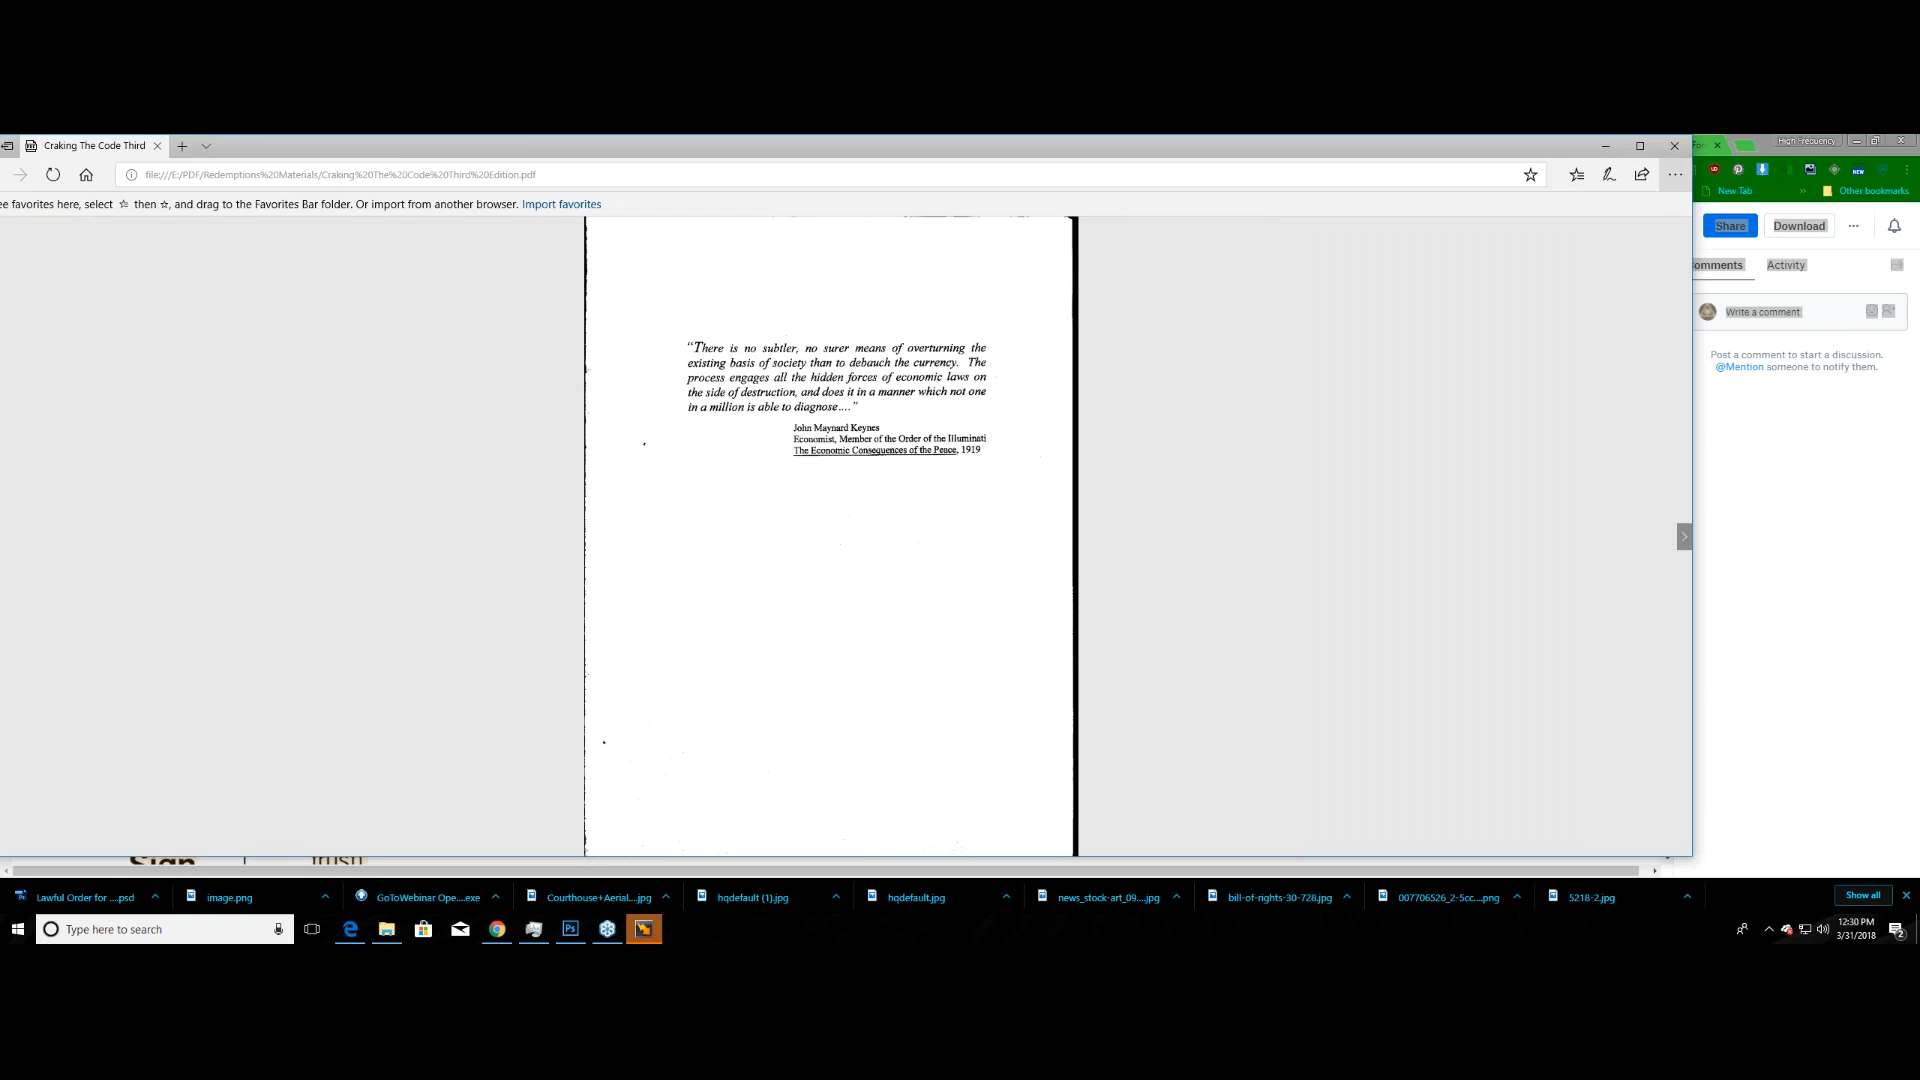 Craking The Code Third
High Frequency
file:///E:/PDF/Redemptions%20Materials/Craking%20The%20Code%20Third%20Edition.pdf
New Tab
Other bookmarks
e favorites here, select ☆ then ☆, and drag to the Favorites Bar folder. Or import from another browser. Import favorites
Share
Download
omments
Activity
Write a comment
Post a comment to start a discussion.
@Mention someone to notify them.
"There is no subtler, no surer means of overturning the
existing basis of society than to debauch the currency. The
process engages all the hidden forces of economic laws on
the side of destruction, and does it in a manner which not one
in a million is able to diagnose...."
John Maynard Keynes
Economist, Member of the Order of the Illuminati
The Economic Consequences of the Peace, 1919
Sign
trust
Lawful Order for ....psd
image.png
GoToWebinar Ope....exe
Courthouse+Aerial....jpg
hqdefault (1).jpg
hqdefault.jpg
news_stock-art_09....jpg
bill-of-rights-30-728.jpg
007706526_2-5cc....png
5218-2.jpg
Show all
Type here to search
12:30 PM
3/31/2018